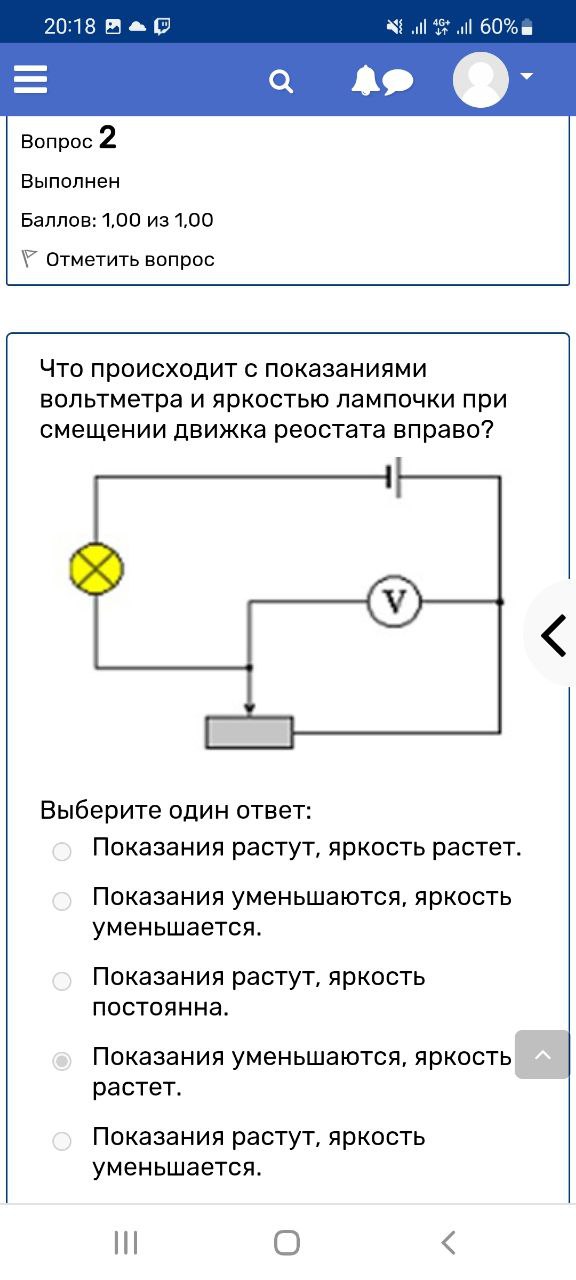 20:18
4G+ 60%
Вопрос 2
Выполнен
Баллов: 1,00 из 1,00
Отметить вопрос
Что происходит с показаниями
вольтметра и яркостью лампочки при
смещении движка реостата вправо?
V
Выберите один ответ:
Показания растут, яркость растет.
Показания уменьшаются, яркость
уменьшается.
Показания растут, яркость
постоянна.
Показания уменьшаются, яркость
растет.
Показания растут, яркость
уменьшается.